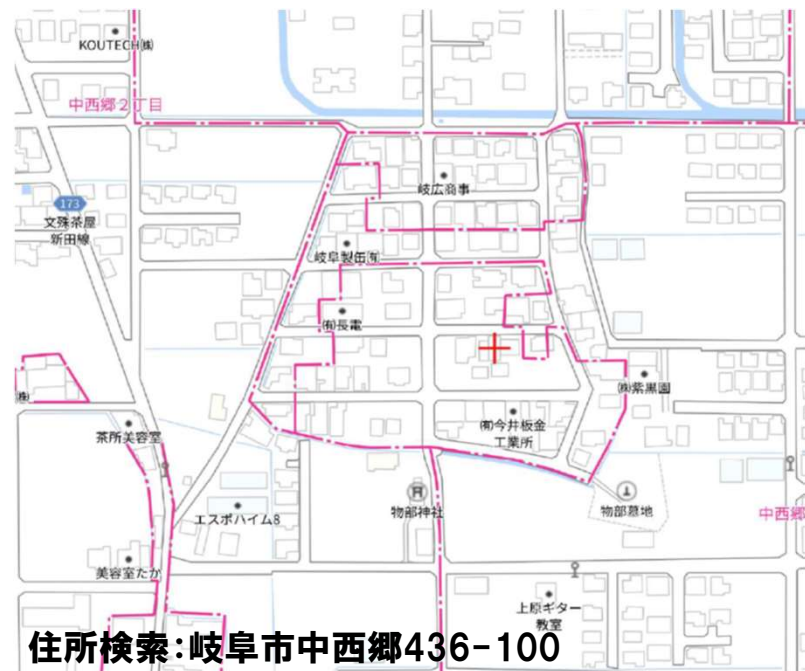 KOUTECH㈱
中西郷2丁目
岐広商事
173
文殊茶屋
新田線
岐阜製缶㈲
㈲長電
㈱紫黒園
㈱
㈲今井板金
工業所
茶所美容室
物部神社
物部墓地
中西郷
エスポハイム8
美容室たか
上原ギター
教室
住所検索:岐阜市中西郷436-100